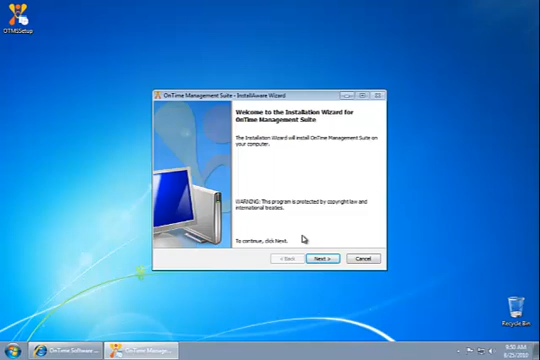 OTMSSetup
OnTime Management Suite - InstallAware Wizard
Welcome to the Installation Wizard for
OnTime Management Suite
The Installation Wizard will install OnTime Management Suite on
your computer.
WARNING: This program is protected by copyright law and
international treaties.
To continue, click Next.
< Back
Next >
Cancel
Recycle Bin
OnTime Software ...
OnTime Manage...
9:50 AM
8/25/2010